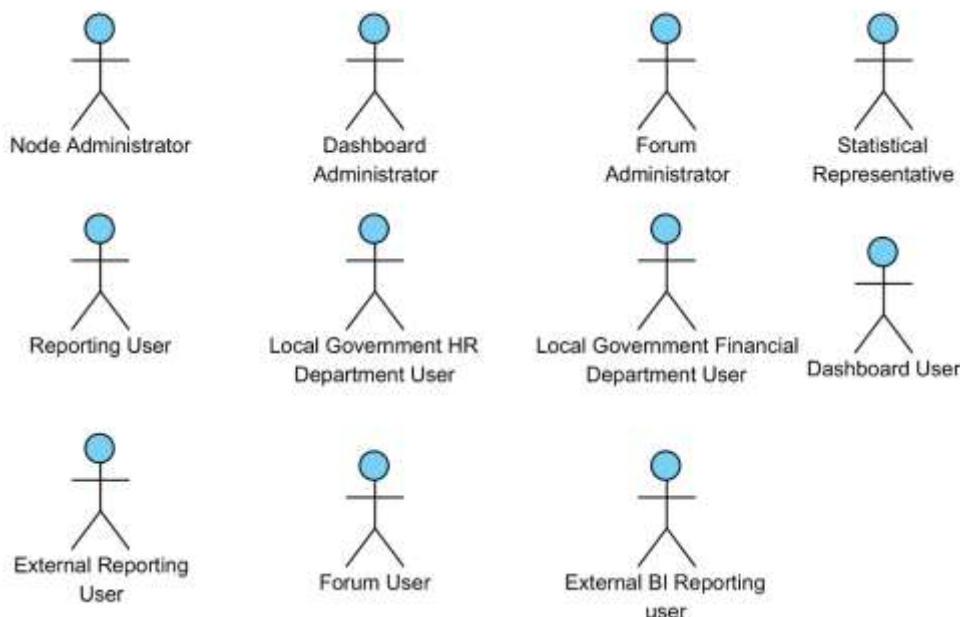 Node Administrator
Dashboard
Administrator
Forum
Administrator
Statistical
Representative
Reporting User
Local Government HR
Department User
Local Government Financial
Department User
Dashboard User
External Reporting
User
Forum User
External BI Reporting
user